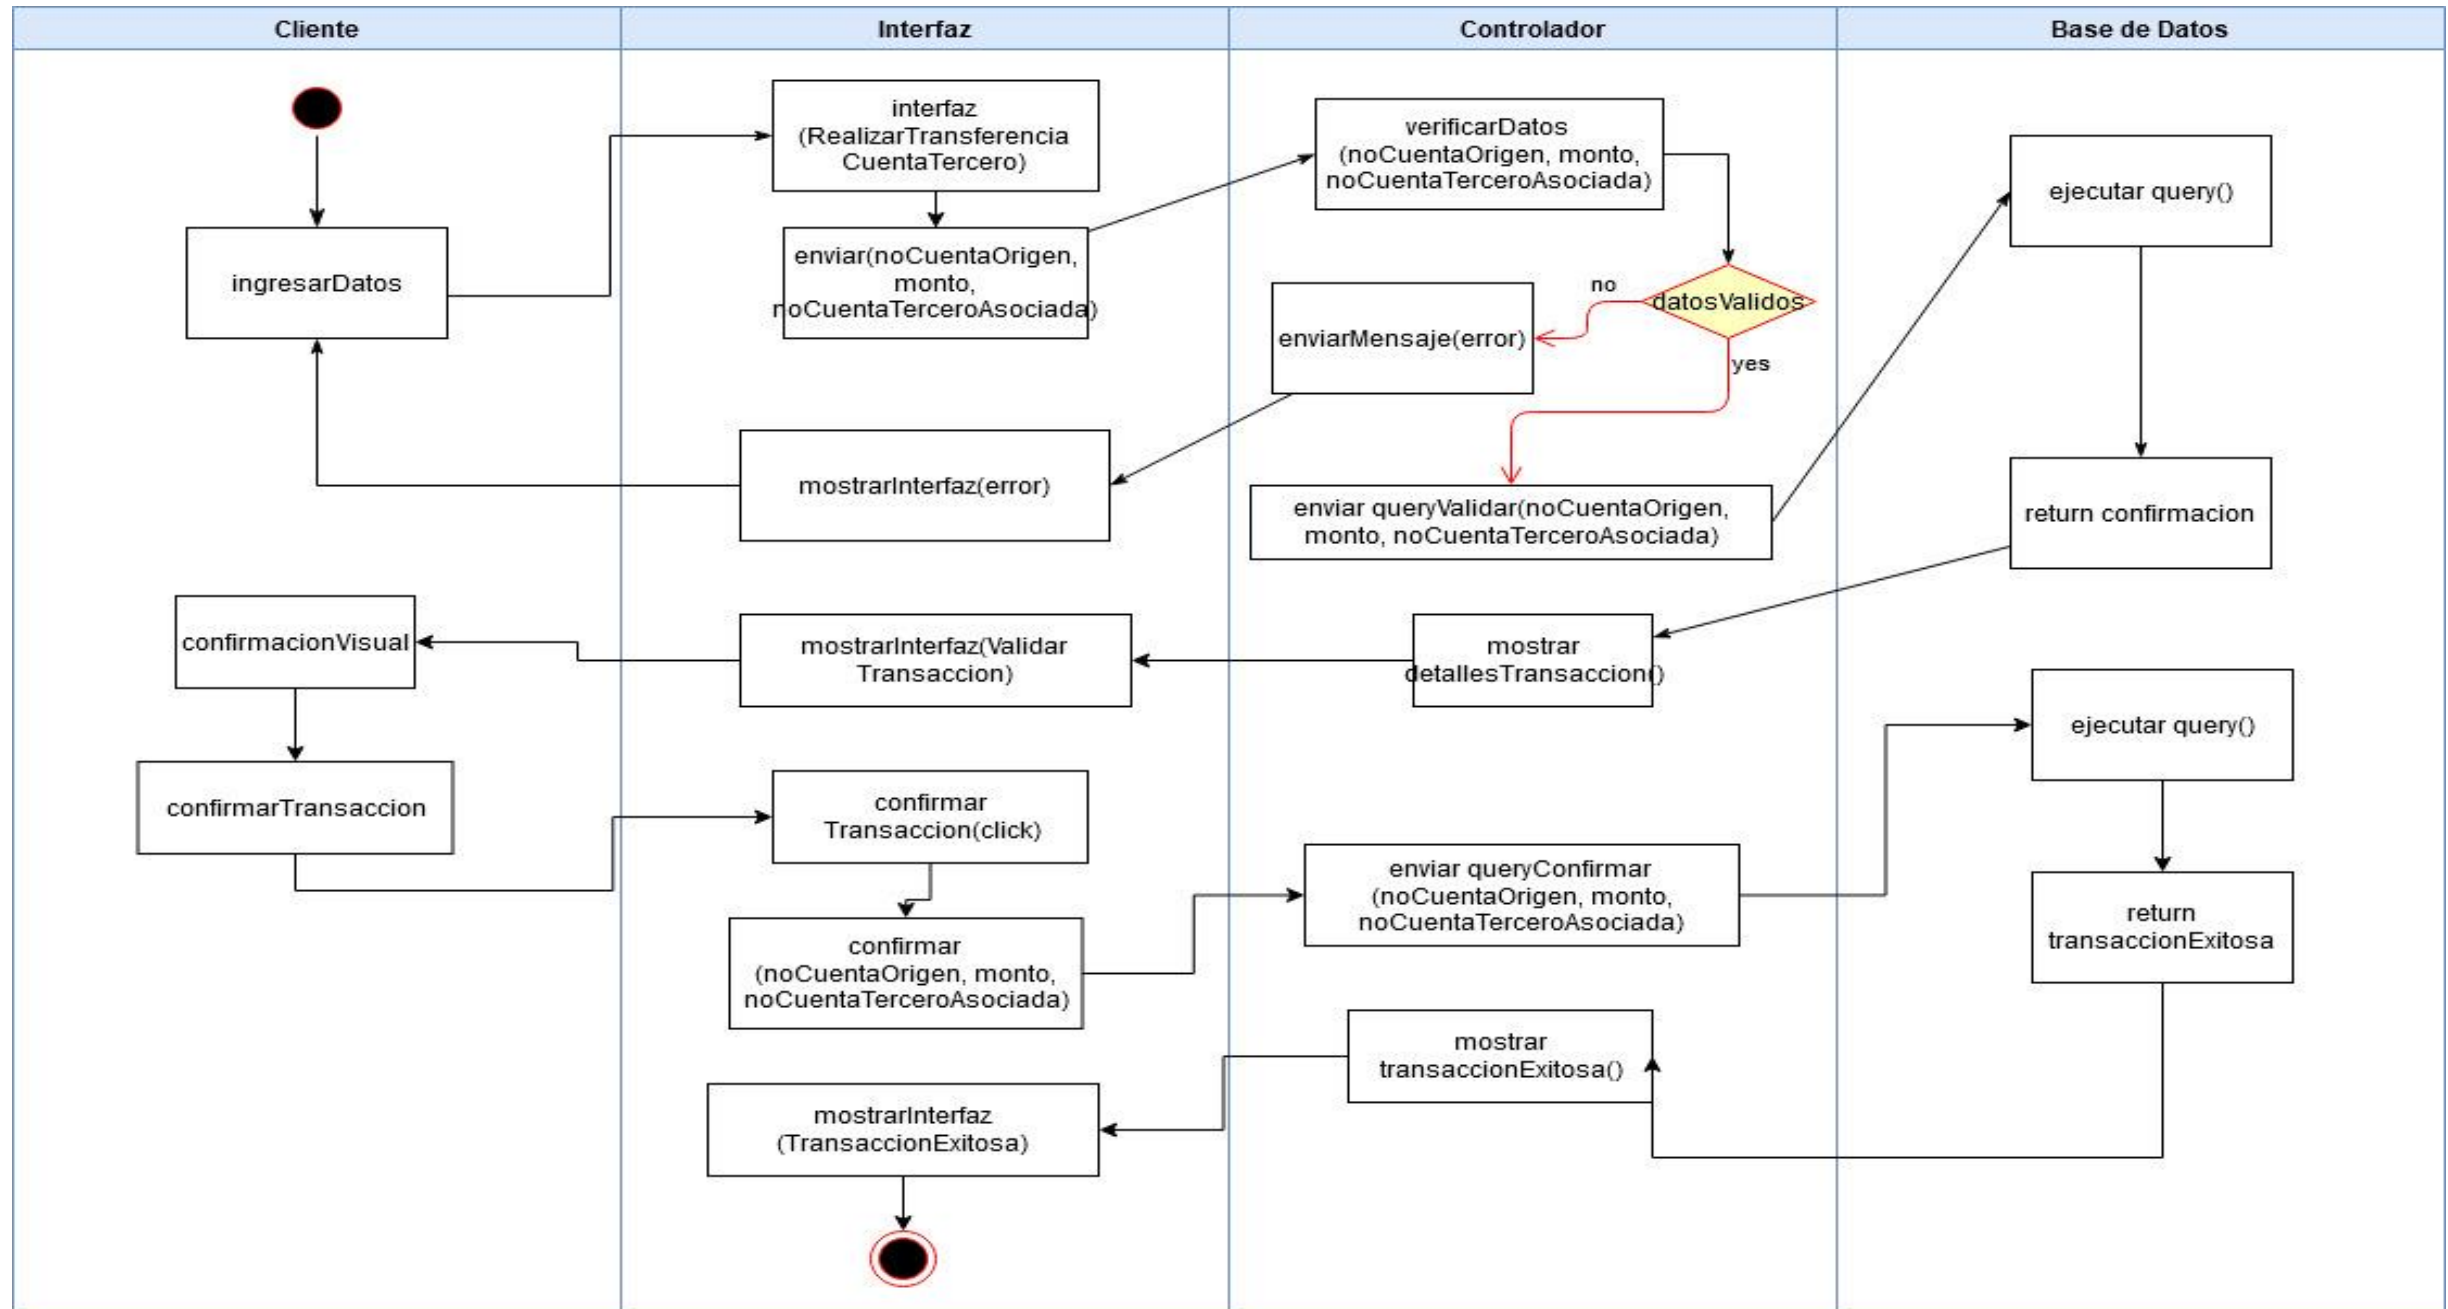 Cliente
Interfaz
Controlador
Base de Datos
interfaz
(RealizarTransferencia
CuentaTercero)
verificarDatos
(noCuentaOrigen, monto,
noCuentaTerceroAsociada)
ejecutar query()
ingresarDatos
enviar(noCuentaOrigen,
monto,
noCuentaTerceroAsociada)
no
datosValidos
enviarMensaje(error)
yes
mostrarInterfaz(error)
enviar queryValidar(noCuentaOrigen,
monto, noCuentaTerceroAsociada)
return confirmacion
confirmacionVisual
mostrarInterfaz(Validar
Transaccion)
mostrar
detallesTransaccion()
ejecutar query()
confirmarTransaccion
confirmar
Transaccion(click)
enviar queryConfirmar
(noCuentaOrigen, monto,
noCuentaTerceroAsociada)
return
transaccionExitosa
confirmar
(noCuentaOrigen, monto,
noCuentaTerceroAsociada)
mostrar
transaccionExitosa()
mostrarInterfaz
(TransaccionExitosa)